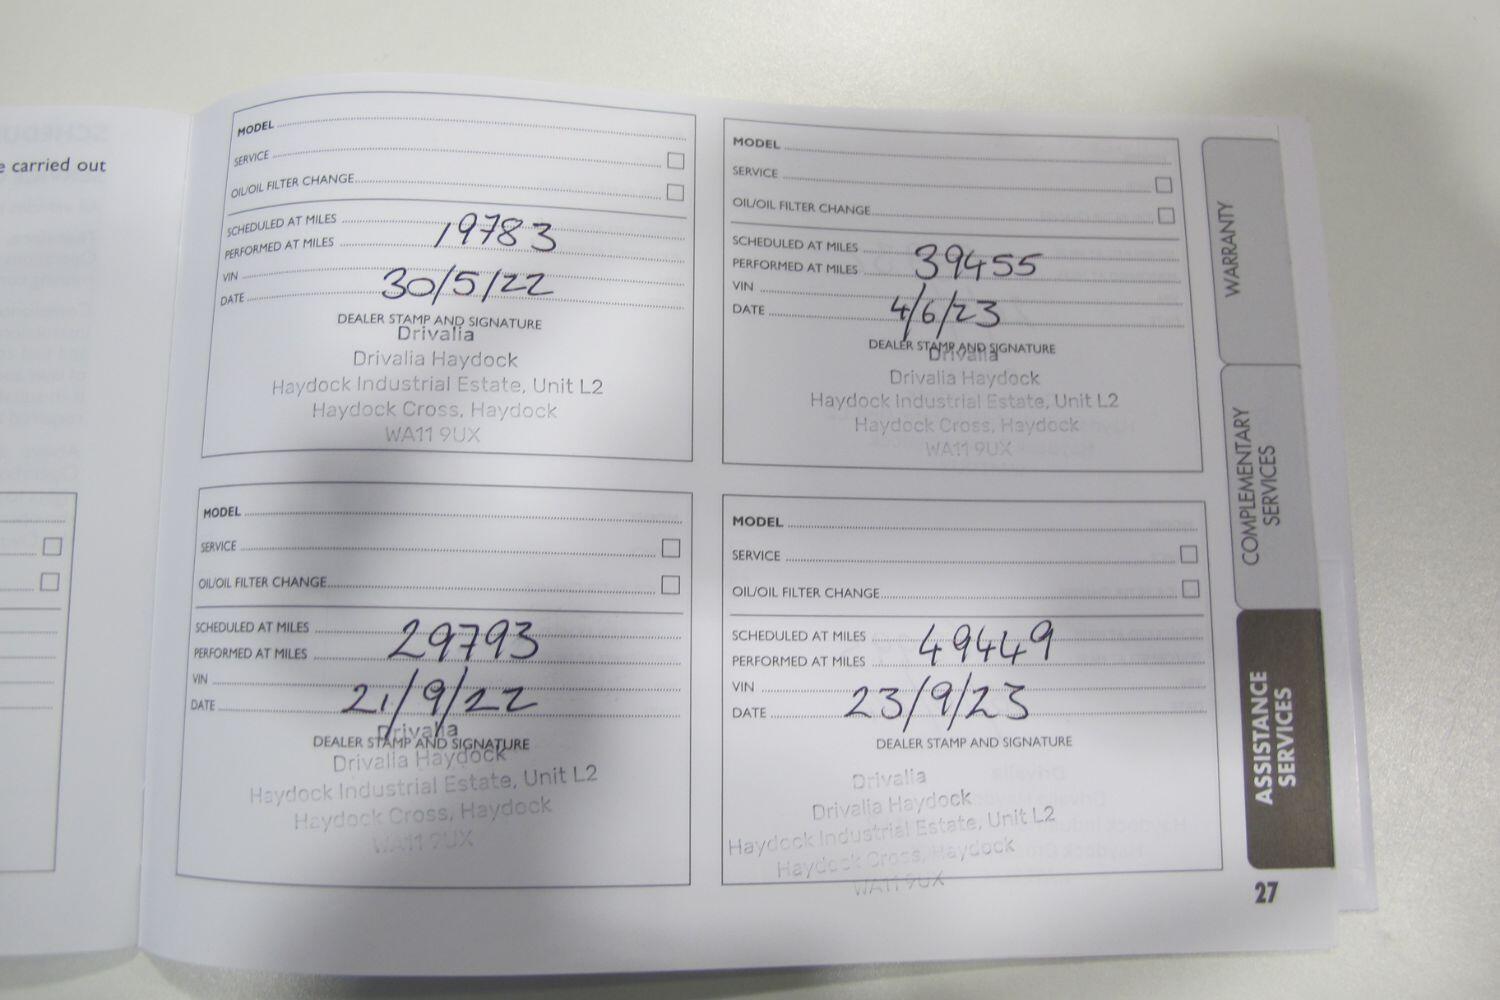 e carried out
MODEL
SERVICE
OIL/OIL FILTER CHANGE
SCHEDULED AT MILES
PERFORMED AT MILES
19783
VIN
DATE
30/5/22
DEALER STAMP AND SIGNATURE
Drivalia
Drivalia Haydock
Haydock Industrial Estate, Unit L2
Haydock Cross, Haydock
WA11 9UX
MODEL
SERVICE
OIL/OIL FILTER CHANGE
SCHEDULED AT MILES
PERFORMED AT MILES
39455
VIN
DATE
4/6/23
DEALER STAMP AND SIGNATURE
Drivalia
Drivalia Haydock
Haydock Industrial Estate, Unit L2
Haydock Cross, Haydock
WA11 9UX
MODEL
SERVICE
OIL/OIL FILTER CHANGE
SCHEDULED AT MILES
PERFORMED AT MILES
29793
VIN
DATE
21/9/22
DEALER STAMP AND SIGNATURE
Drivalia
Drivalia Haydock
Haydock Industrial Estate, Unit L2
Haydock Cross, Haydock
WA11 9UX
MODEL
SERVICE
OIL/OIL FILTER CHANGE
SCHEDULED AT MILES
PERFORMED AT MILES
49449
VIN
DATE
23/9/23
DEALER STAMP AND SIGNATURE
Drivalia
Drivalia Haydock
Haydock Industrial Estate, Unit L2
Haydock Cross, Haydock
WA11 9UX
WARRANTY
COMPLEMENTARY
SERVICES
ASSISTANCE
SERVICES
27